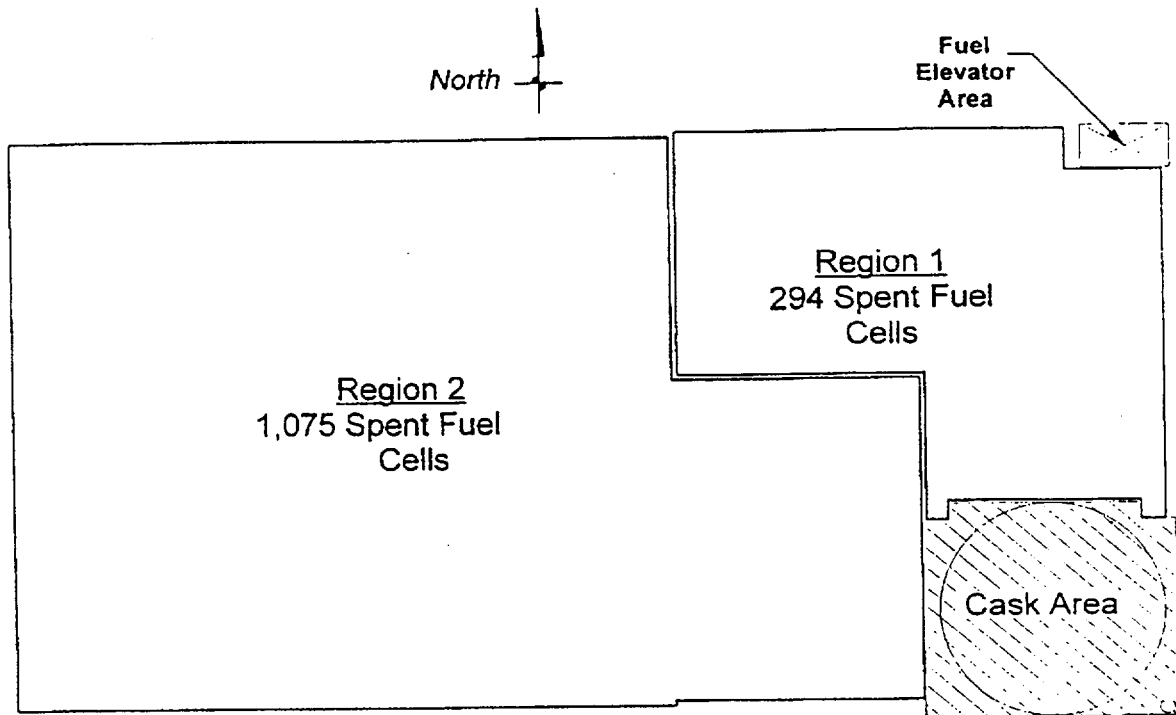 North
Fuel
Elevator
Area
Region 1
294 Spent Fuel
Cells
Region 2
1,075 Spent Fuel
Cells
Cask Area